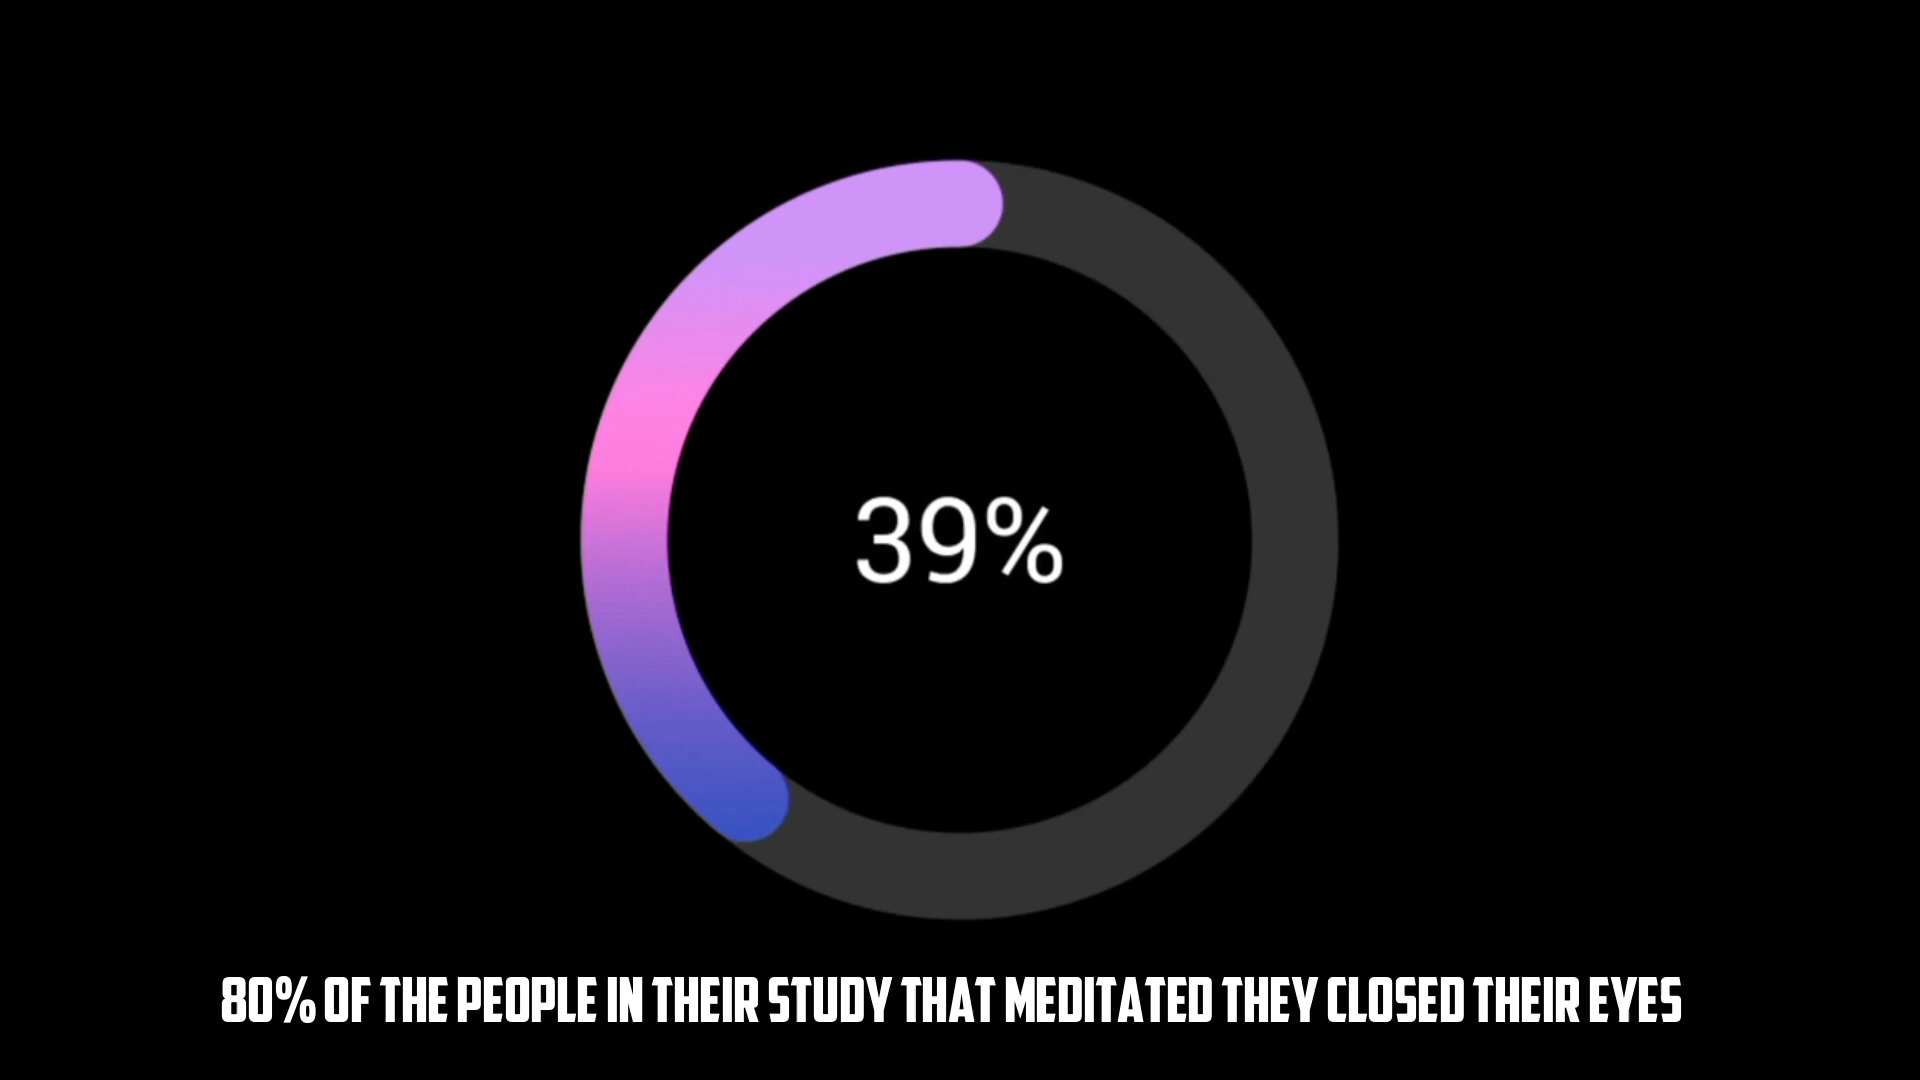 39%
80% OF THE PEOPLE IN THEIR STUDY THAT MEDITATED THEY CLOSED THEIR EYES